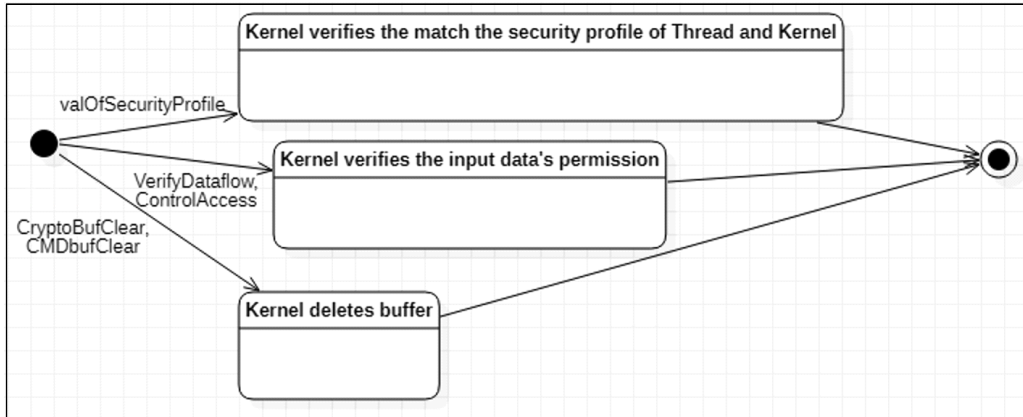 Kernel verifies the match the security profile of Thread and Kernel
valOfSecurityProfile
Kernel verifies the input data's permission
VerifyDataflow,
ControlAccess
CryptoBufClear,
CMDbufClear
Kernel deletes buffer